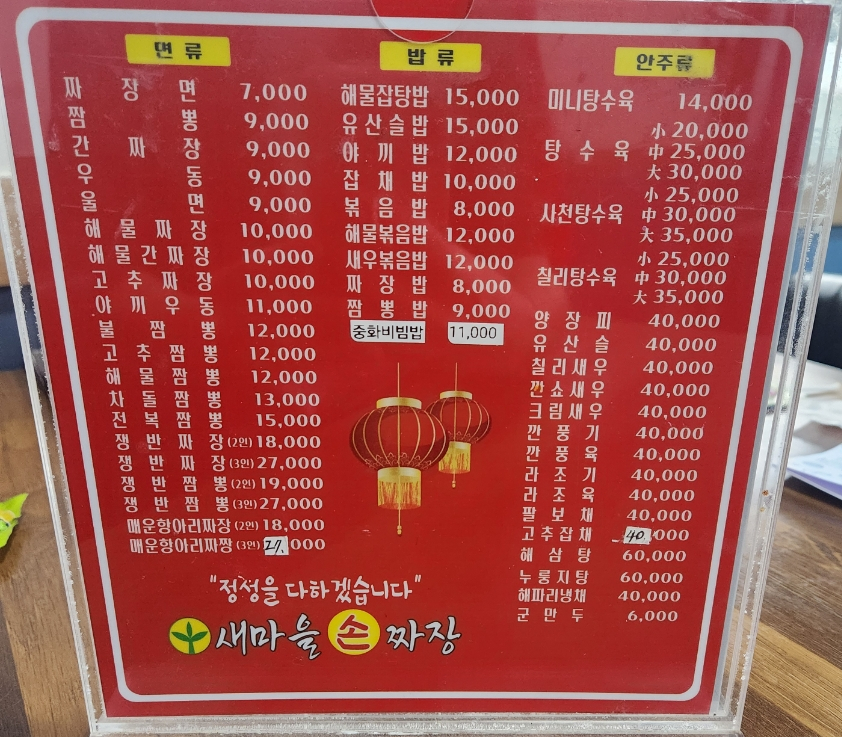 면류
짜장면 7,000
짬뽕 9,000
간짜장 9,000
우동 9,000
울면 9,000
해물짜장 10,000
해물간짜장 10,000
고추짜장 10,000
야끼우동 11,000
불짬뽕 12,000
고추짬뽕 12,000
해물짬뽕 12,000
차돌짬뽕 13,000
전복짬뽕 15,000
쟁반짜장(2인) 18,000
쟁반짜장(3인) 27,000
쟁반짬뽕(2인) 19,000
쟁반짬뽕(3인) 27,000
매운항아리짜장(2인) 18,000
매운항아리짜장(3인) 27,000
밥류
해물잡탕밥 15,000
유산슬밥 15,000
야끼밥 12,000
잡채밥 10,000
볶음밥 8,000
해물볶음밥 12,000
새우볶음밥 12,000
짜장밥 8,000
짬뽕밥 9,000
중화비빔밥 11,000
안주류
미니탕수육 14,000
小 20,000
탕수육 中 25,000
大 30,000
小 25,000
사천탕수육 中 30,000
大 35,000
小 25,000
칠리탕수육 中 30,000
大 35,000
양장피 40,000
유산슬 40,000
칠리새우 40,000
깐쇼새우 40,000
크림새우 40,000
깐풍기 40,000
깐풍육 40,000
라조기 40,000
라조육 40,000
팔보채 40,000
고추잡채 40,000
해삼탕 60,000
누룽지탕 60,000
해파리냉채 40,000
군만두 6,000
"정성을 다하겠습니다"
새마을 손 짜장